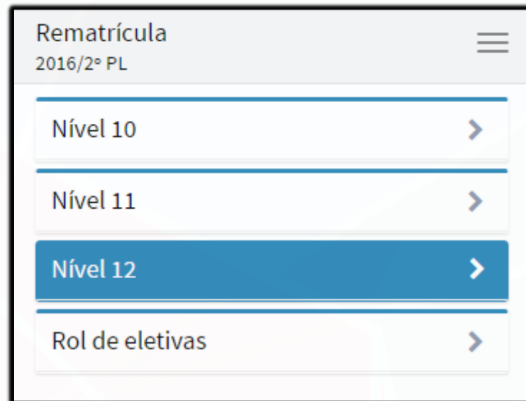 Rematrícula
2016/2º PL
Nível 10
Nível 11
Nível 12
Rol de eletivas